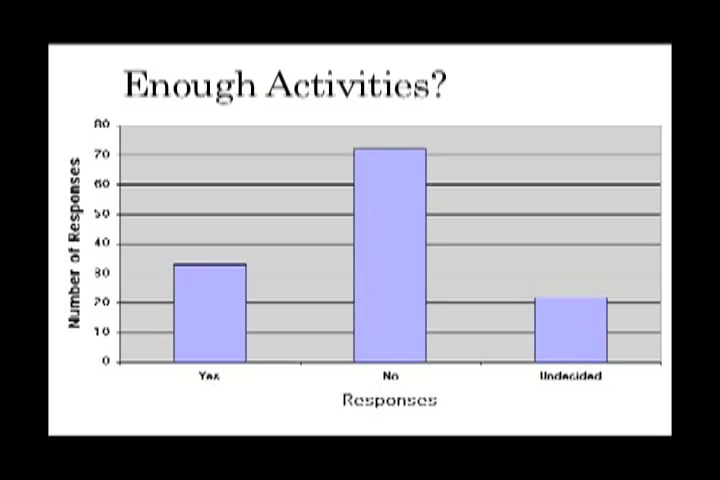 Enough Activities?
80
70
60
50
40
30
20
10
0
Number of Responses
Yes No Undecided
Responses